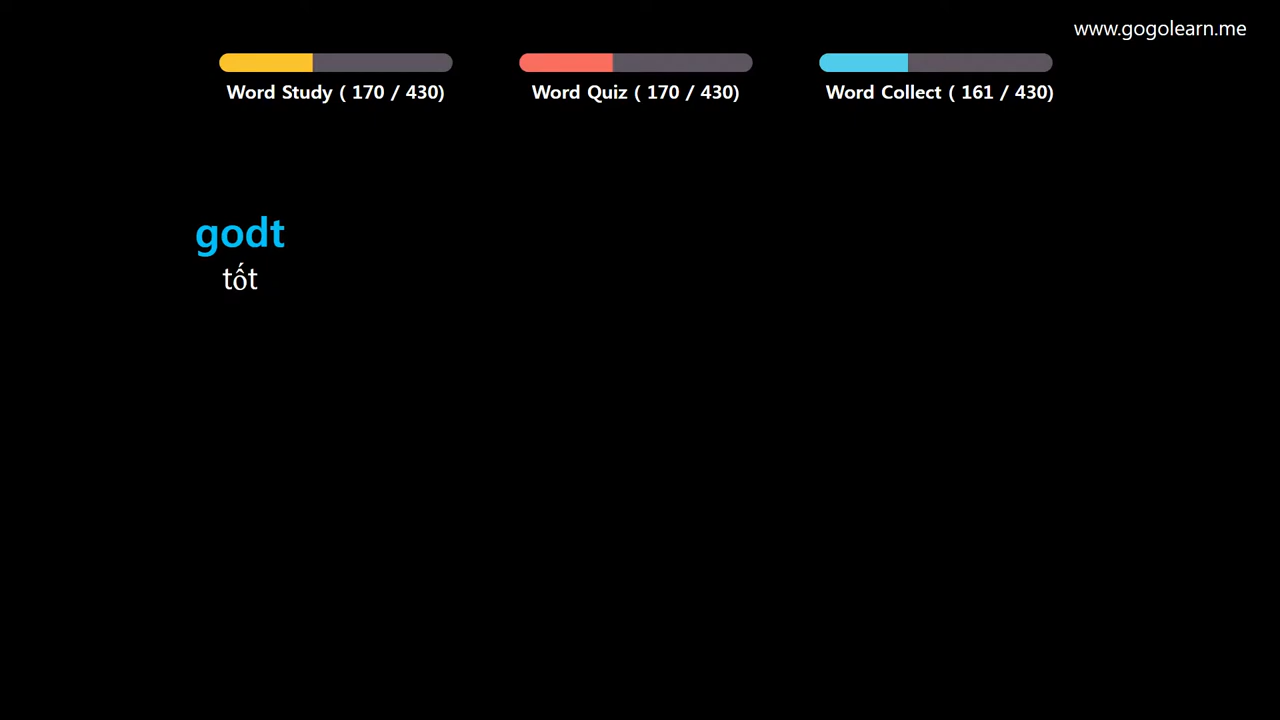 www.gogolearn.me
Word Study ( 170 / 430)
Word Quiz ( 170 / 430)
Word Collect ( 161 / 430)
godt
tốt